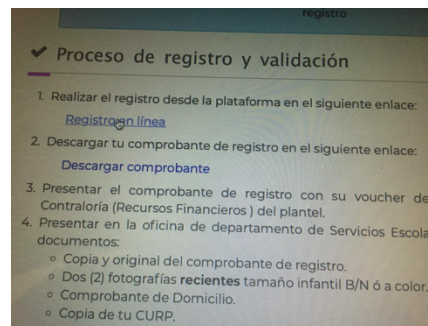 registro
✔ Proceso de registro y validación
1. Realizar el registro desde la plataforma en el siguiente enlace:
Registro en línea
2. Descargar tu comprobante de registro en el siguiente enlace:
Descargar comprobante
3. Presentar el comprobante de registro con su voucher de
Contraloría (Recursos Financieros ) del plantel.
4. Presentar en la oficina de departamento de Servicios Escola
documentos:
Copia y original del comprobante de registro.
Dos (2) fotografías recientes tamaño infantil B/N ó a color.
Comprobante de Domicilio.
Copia de tu CURP.